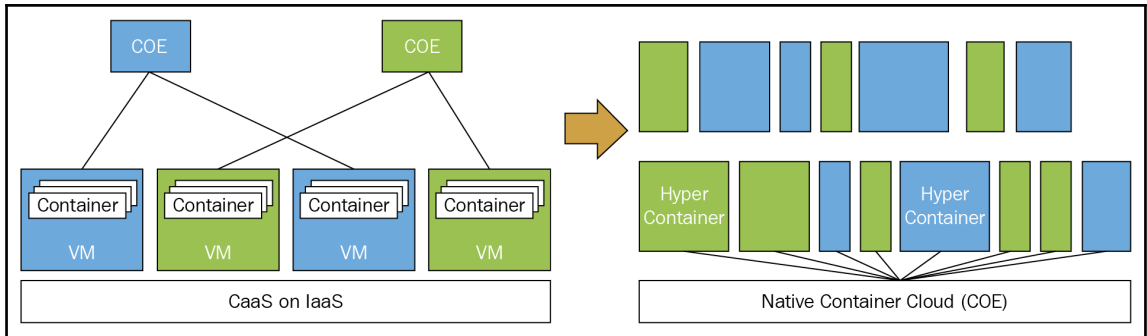 COE
COE
Container
Container
Container
Container
VM
VM
VM
VM
CaaS on IaaS
Hyper
Container
Hyper
Container
Native Container Cloud (COE)